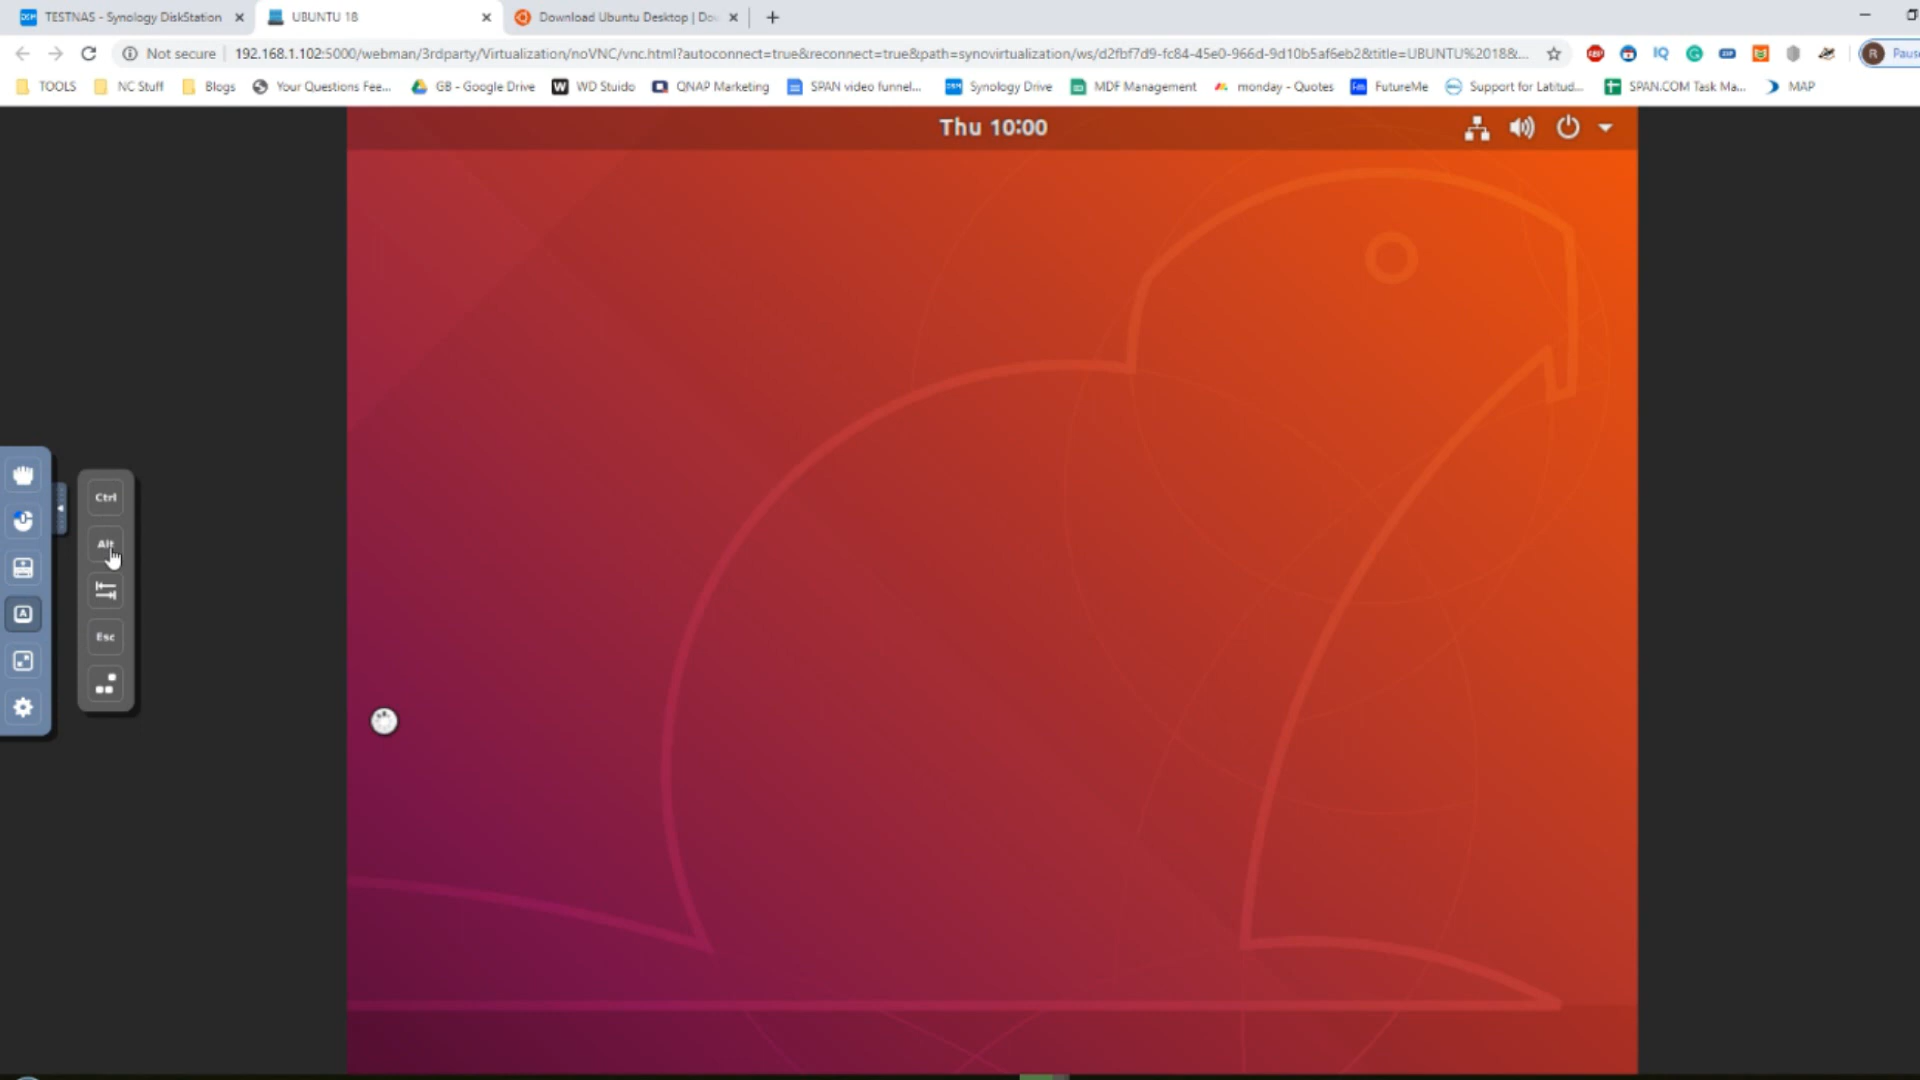 TESTNAS - Synology DiskStation
UBUNTU 18
Download Ubuntu Desktop | Do
Not secure
192.168.1.102:5000/webman/3rdparty/Virtualization/noVNC/vnc.html?autoconnect=true&reconnect=true&path=synovirtualization/ws/d2fbf7d9-fc84-45e0-966d-9d10b5af6eb2&title=UBUNTU%2018&...
IQ
R
Paus
TOOLS
NC Stuff
Blogs
Your Questions Fee...
GB - Google Drive
W
WD Stuido
QNAP Marketing
SPAN video funnel...
Synology Drive
MDF Management
monday - Quotes
Fm
FutureMe
Support for Latitud...
SPAN.COM Task Ma...
MAP
Thu 10:00
Ctrl
Alt
A
Esc